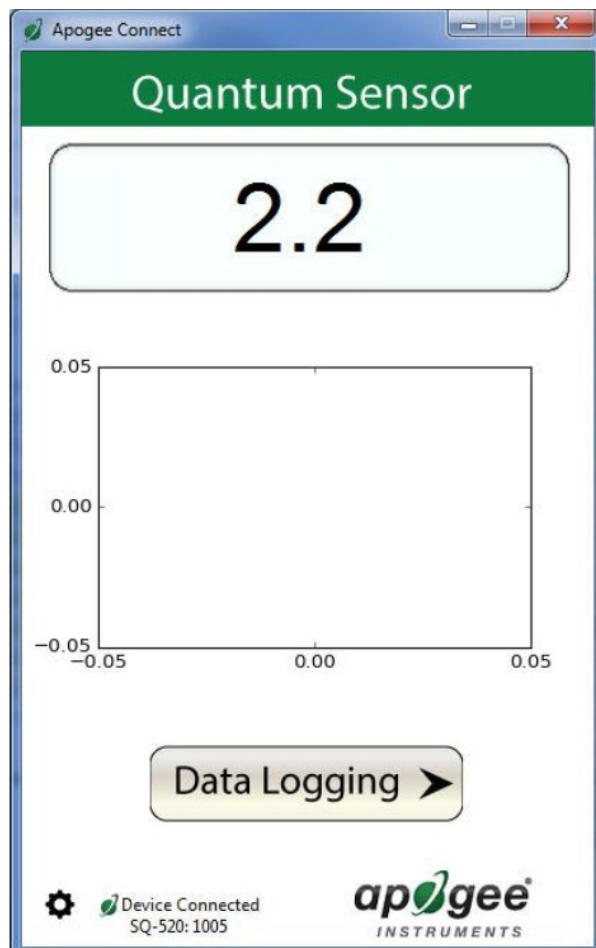 Apogee Connect
Quantum Sensor
2.2
0.05
0.00
−0.05
−0.05 0.00 0.05
Data Logging
Device Connected
SQ-520: 1005
apogee®
INSTRUMENTS